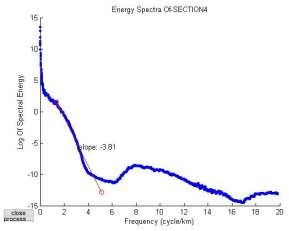 Energy Spectra Of-SECTION4
Log Of Spectral Energy
15
10
5
0
-5
-10
-15
slope: -3.81
0 2 4 6 8 10 12 14 16 18 20
Frequency (cycle/km)
close
process...